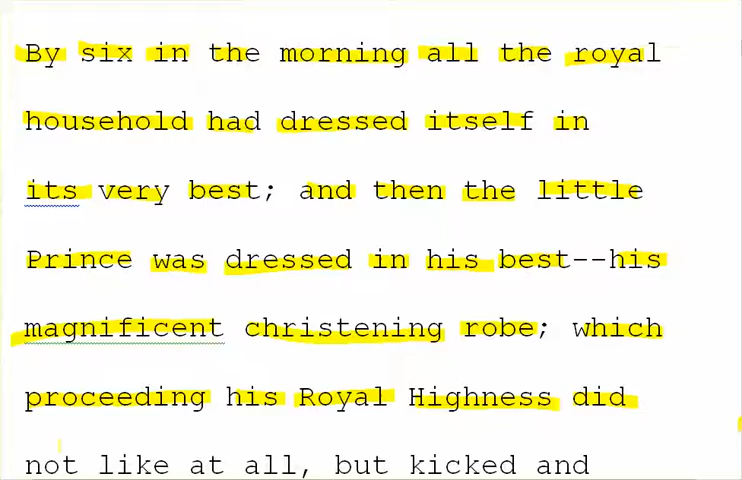 By six in the morning all the royal
household had dressed itself in
its very best; and then the little
Prince was dressed in his best--his
magnificent christening robe; which
proceeding his Royal Highness did
not like at all, but kicked and